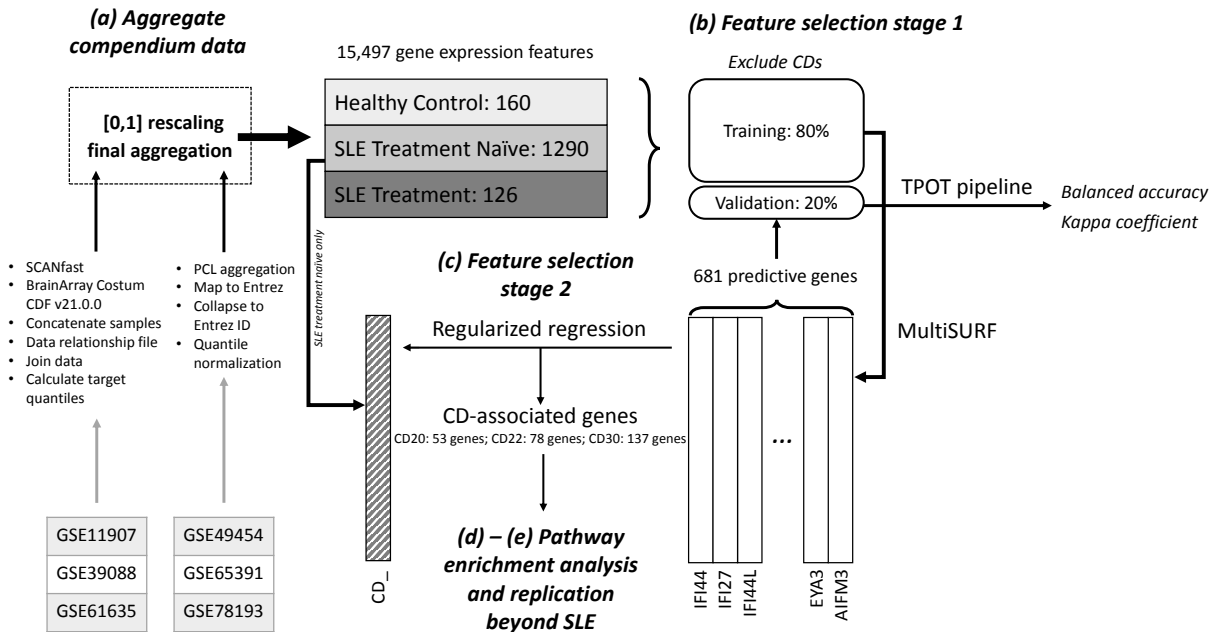 (a) Aggregate
compendium data
[0,1] rescaling
final aggregation
• SCANfast
• BrainArray Costum
CDF v21.0.0
• Concatenate samples
• Data relationship file
• Join data
• Calculate target
quantiles
• PCL aggregation
• Map to Entrez
• Collapse to
Entrez ID
• Quantile
normalization
GSE11907
GSE39088
GSE61635
GSE49454
GSE65391
GSE78193
15,497 gene expression features
Healthy Control: 160
SLE Treatment Naïve: 1290
SLE Treatment: 126
SLE treatment naïve only
(b) Feature selection stage 1
Exclude CDs
Training: 80%
Validation: 20%
TPOT pipeline
Balanced accuracy
Kappa coefficient
681 predictive genes
MultiSURF
IFI44
IFI27
IFI44L
...
EYA3
AIFM3
(c) Feature selection
stage 2
Regularized regression
CD-associated genes
CD20: 53 genes; CD22: 78 genes; CD30: 137 genes
CD_
(d) – (e) Pathway
enrichment analysis
and replication
beyond SLE